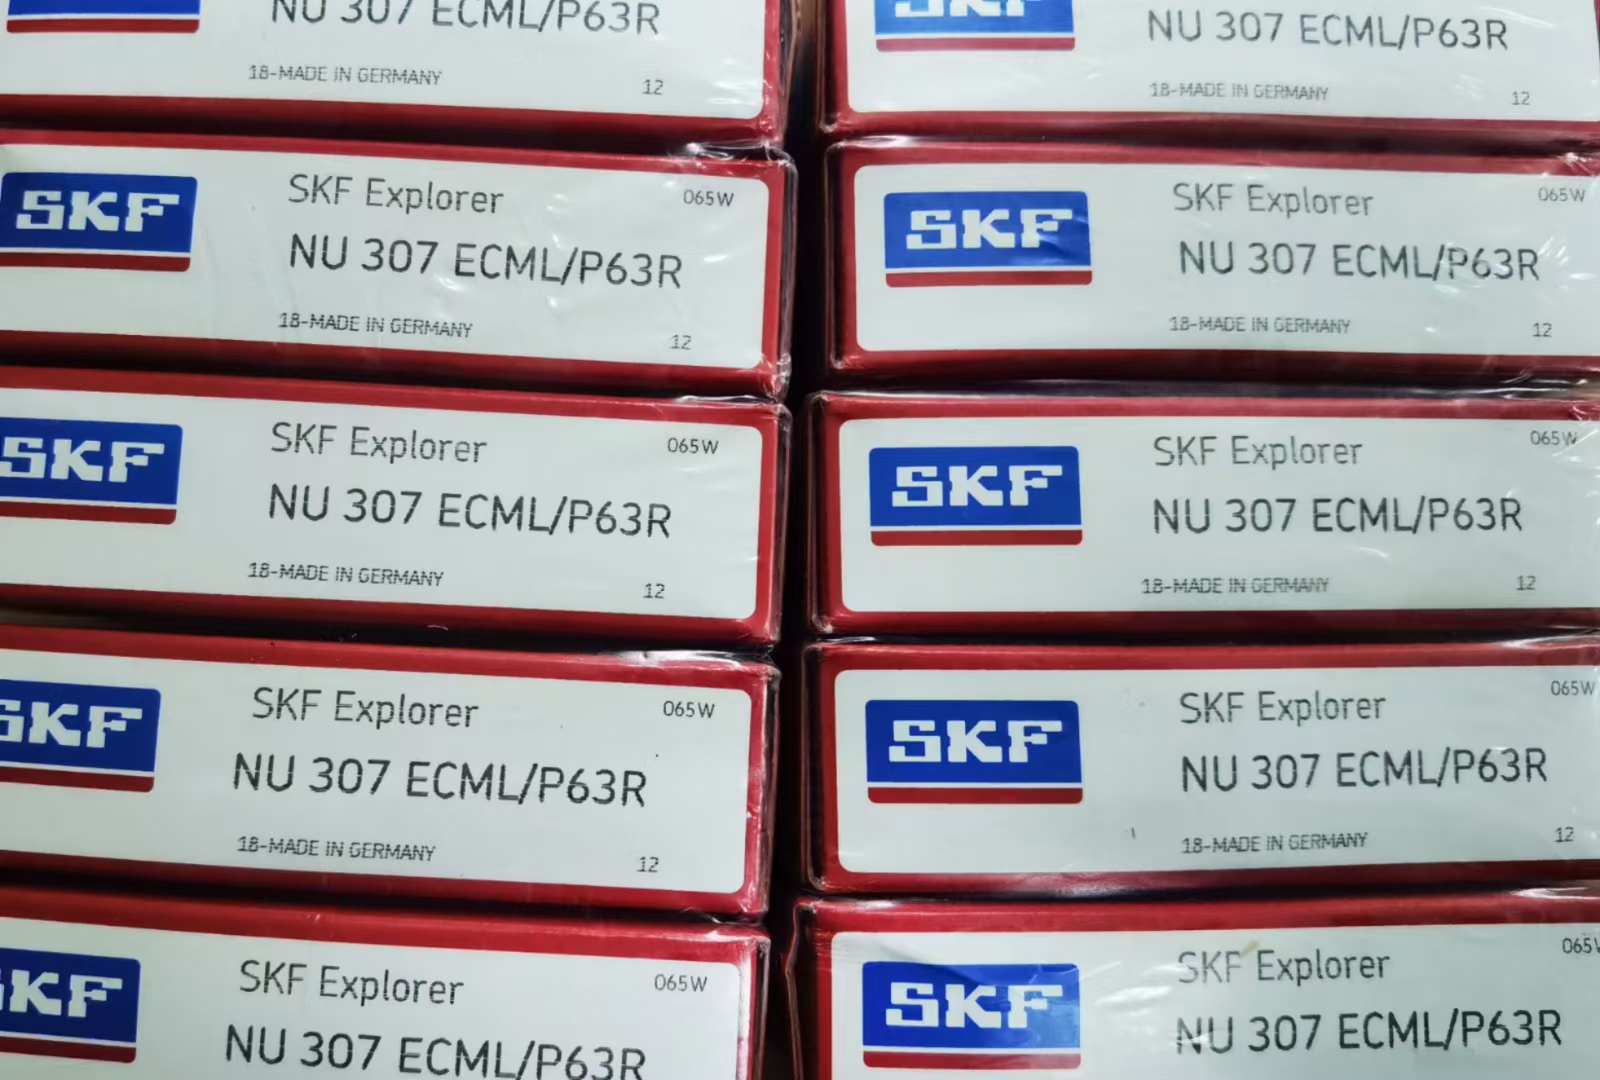 SKF
NU 307 ECML/P63R
18-MADE IN GERMANY
12
SKF
SKF Explorer
065W
NU 307 ECML/P63R
18-MADE IN GERMANY
12
SKF
SKF Explorer
065W
NU 307 ECML/P63R
18-MADE IN GERMANY
12
SKF
SKF Explorer
065W
NU 307 ECML/P63R
18-MADE IN GERMANY
12
SKF
SKF Explorer
065W
NU 307 ECML/P63R
SKF
NU 307 ECML/P63R
18-MADE IN GERMANY
12
SKF
SKF Explorer
065W
NU 307 ECML/P63R
18-MADE IN GERMANY
12
SKF
SKF Explorer
065W
NU 307 ECML/P63R
18-MADE IN GERMANY
12
SKF
SKF Explorer
065W
NU 307 ECML/P63R
18-MADE IN GERMANY
12
SKF
SKF Explorer
065W
NU 307 ECML/P63R